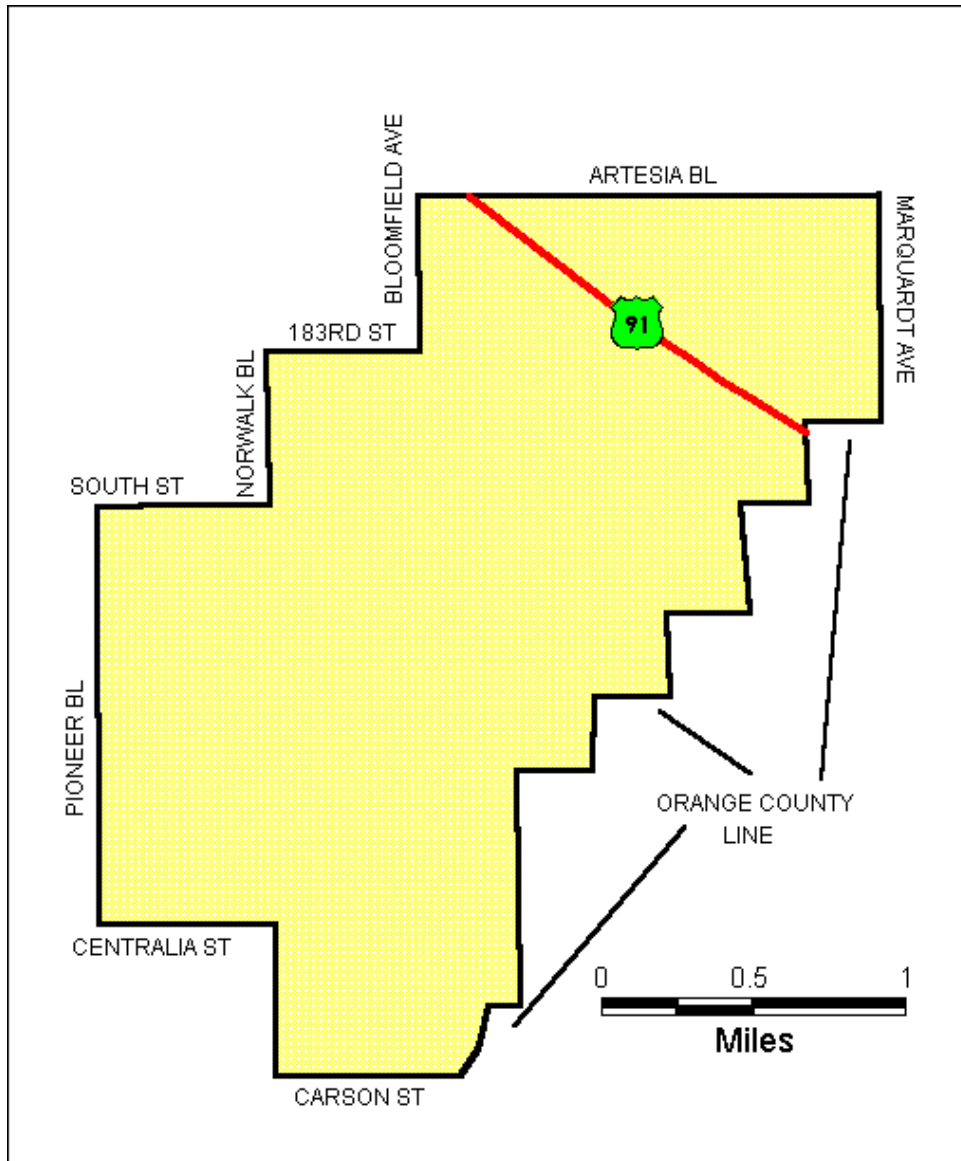 BLOOMFIELD AVE
ARTESIA BL
MARQUARDT AVE
91
183RD ST
NORWALK BL
SOUTH ST
PIONEER BL
ORANGE COUNTY
LINE
CENTRALIA ST
0 0.5 1
Miles
CARSON ST